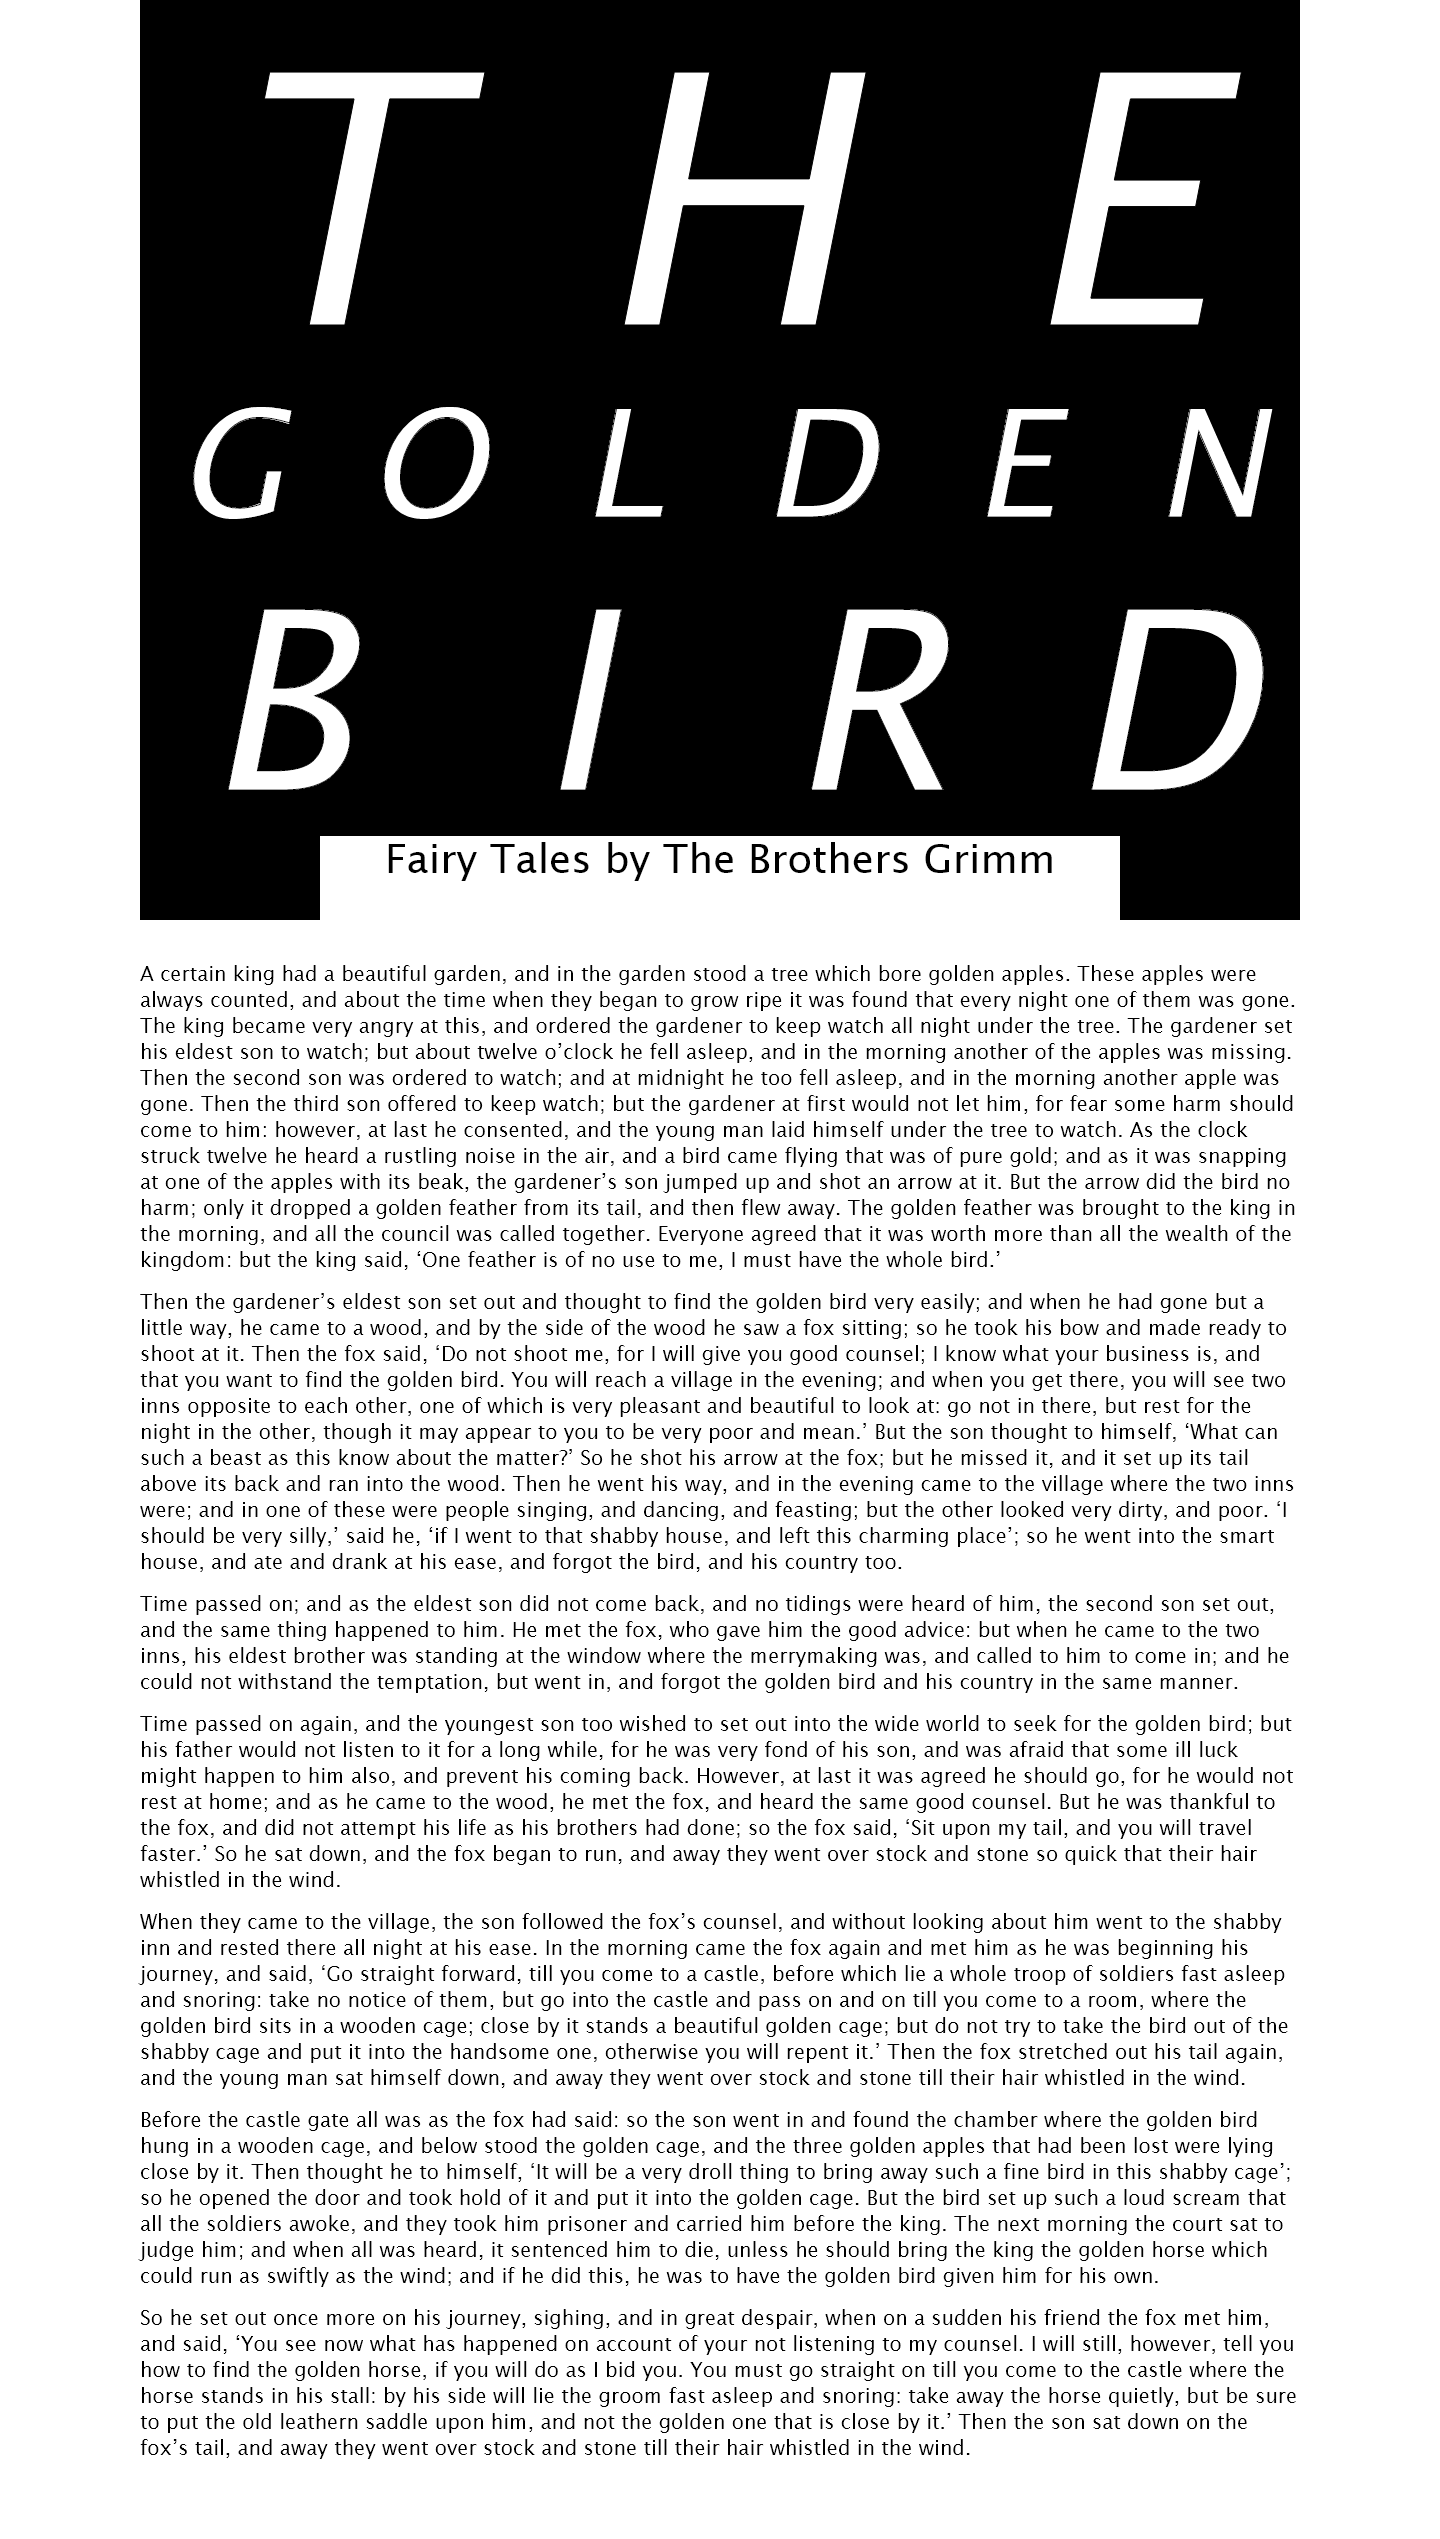 THE
GOLDEN
BIRD
Fairy Tales by The Brothers Grimm
A certain king had a beautiful garden, and in the garden stood a tree which bore golden apples. These apples were
always counted, and about the time when they began to grow ripe it was found that every night one of them was gone.
The king became very angry at this, and ordered the gardener to keep watch all night under the tree. The gardener set
his eldest son to watch; but about twelve o’clock he fell asleep, and in the morning another of the apples was missing.
Then the second son was ordered to watch; and at midnight he too fell asleep, and in the morning another apple was
gone. Then the third son offered to keep watch; but the gardener at first would not let him, for fear some harm should
come to him: however, at last he consented, and the young man laid himself under the tree to watch. As the clock
struck twelve he heard a rustling noise in the air, and a bird came flying that was of pure gold; and as it was snapping
at one of the apples with its beak, the gardener’s son jumped up and shot an arrow at it. But the arrow did the bird no
harm; only it dropped a golden feather from its tail, and then flew away. The golden feather was brought to the king in
the morning, and all the council was called together. Everyone agreed that it was worth more than all the wealth of the
kingdom: but the king said, ‘One feather is of no use to me, I must have the whole bird.’
Then the gardener’s eldest son set out and thought to find the golden bird very easily; and when he had gone but a
little way, he came to a wood, and by the side of the wood he saw a fox sitting; so he took his bow and made ready to
shoot at it. Then the fox said, ‘Do not shoot me, for I will give you good counsel; I know what your business is, and
that you want to find the golden bird. You will reach a village in the evening; and when you get there, you will see two
inns opposite to each other, one of which is very pleasant and beautiful to look at: go not in there, but rest for the
night in the other, though it may appear to you to be very poor and mean.’ But the son thought to himself, ‘What can
such a beast as this know about the matter?’ So he shot his arrow at the fox; but he missed it, and it set up its tail
above its back and ran into the wood. Then he went his way, and in the evening came to the village where the two inns
were; and in one of these were people singing, and dancing, and feasting; but the other looked very dirty, and poor. ‘I
should be very silly,’ said he, ‘if I went to that shabby house, and left this charming place’; so he went into the smart
house, and ate and drank at his ease, and forgot the bird, and his country too.
Time passed on; and as the eldest son did not come back, and no tidings were heard of him, the second son set out,
and the same thing happened to him. He met the fox, who gave him the good advice: but when he came to the two
inns, his eldest brother was standing at the window where the merrymaking was, and called to him to come in; and he
could not withstand the temptation, but went in, and forgot the golden bird and his country in the same manner.
Time passed on again, and the youngest son too wished to set out into the wide world to seek for the golden bird; but
his father would not listen to it for a long while, for he was very fond of his son, and was afraid that some ill luck
might happen to him also, and prevent his coming back. However, at last it was agreed he should go, for he would not
rest at home; and as he came to the wood, he met the fox, and heard the same good counsel. But he was thankful to
the fox, and did not attempt his life as his brothers had done; so the fox said, ‘Sit upon my tail, and you will travel
faster.’ So he sat down, and the fox began to run, and away they went over stock and stone so quick that their hair
whistled in the wind.
When they came to the village, the son followed the fox’s counsel, and without looking about him went to the shabby
inn and rested there all night at his ease. In the morning came the fox again and met him as he was beginning his
journey, and said, ‘Go straight forward, till you come to a castle, before which lie a whole troop of soldiers fast asleep
and snoring: take no notice of them, but go into the castle and pass on and on till you come to a room, where the
golden bird sits in a wooden cage; close by it stands a beautiful golden cage; but do not try to take the bird out of the
shabby cage and put it into the handsome one, otherwise you will repent it.’ Then the fox stretched out his tail again,
and the young man sat himself down, and away they went over stock and stone till their hair whistled in the wind.
Before the castle gate all was as the fox had said: so the son went in and found the chamber where the golden bird
hung in a wooden cage, and below stood the golden cage, and the three golden apples that had been lost were lying
close by it. Then thought he to himself, ‘It will be a very droll thing to bring away such a fine bird in this shabby cage’;
so he opened the door and took hold of it and put it into the golden cage. But the bird set up such a loud scream that
all the soldiers awoke, and they took him prisoner and carried him before the king. The next morning the court sat to
judge him; and when all was heard, it sentenced him to die, unless he should bring the king the golden horse which
could run as swiftly as the wind; and if he did this, he was to have the golden bird given him for his own.
So he set out once more on his journey, sighing, and in great despair, when on a sudden his friend the fox met him,
and said, ‘You see now what has happened on account of your not listening to my counsel. I will still, however, tell you
how to find the golden horse, if you will do as I bid you. You must go straight on till you come to the castle where the
horse stands in his stall: by his side will lie the groom fast asleep and snoring: take away the horse quietly, but be sure
to put the old leathern saddle upon him, and not the golden one that is close by it.’ Then the son sat down on the
fox’s tail, and away they went over stock and stone till their hair whistled in the wind.